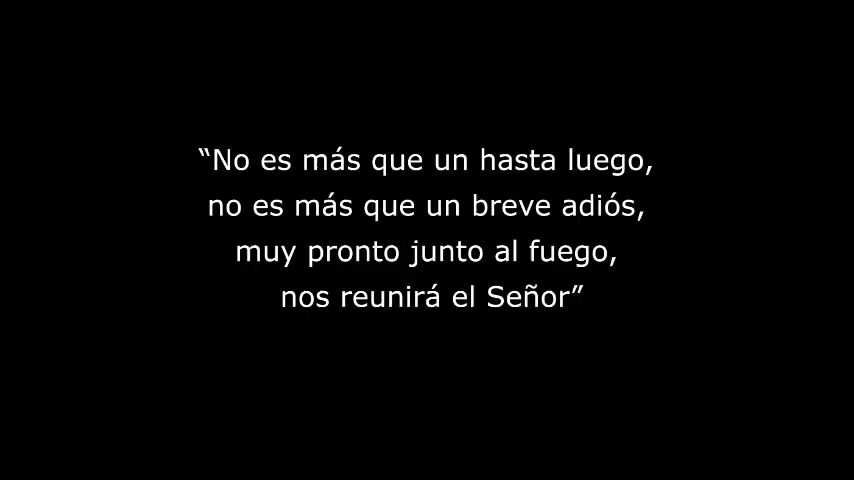 “No es más que un hasta luego,
no es más que un breve adiós,
muy pronto junto al fuego,
nos reunirá el Señor”